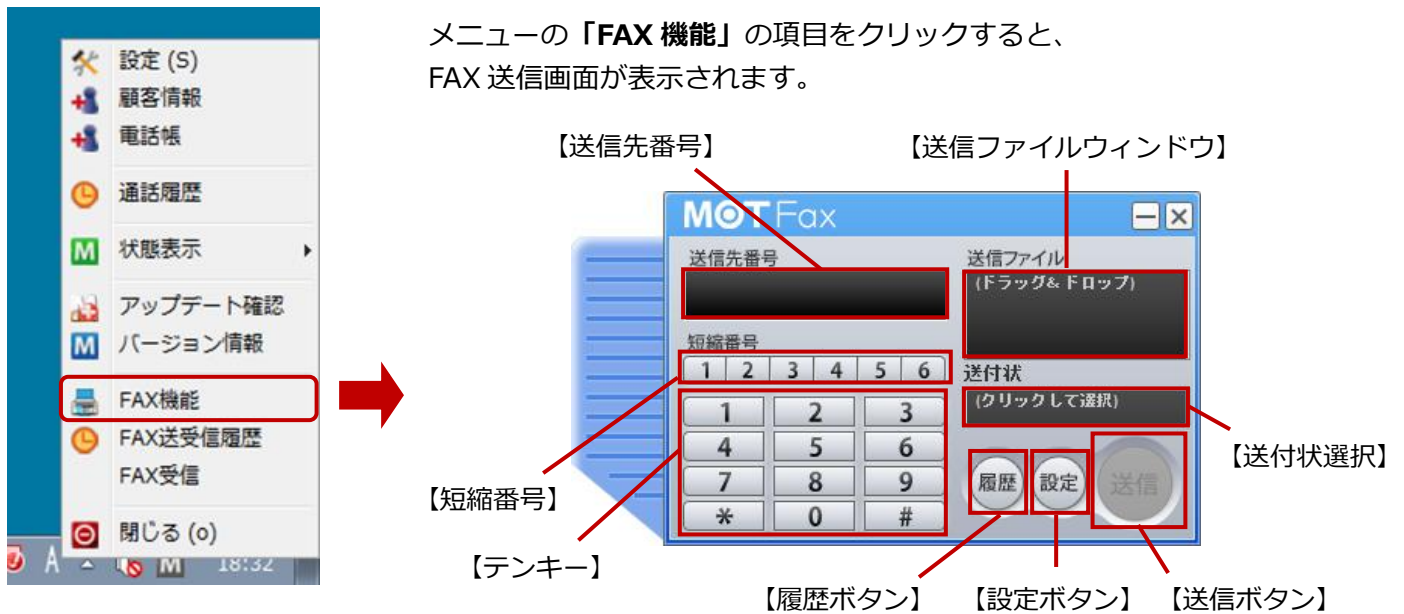 メニューの「FAX 機能」の項目をクリックすると、
FAX 送信画面が表示されます。
設定 (S)
顧客情報
電話帳
通話履歴
M 状態表示
アップデート確認
M バージョン情報
FAX機能
FAX送受信履歴
FAX受信
閉じる (o)
A M 18:32
【送信先番号】
【送信ファイルウィンドウ】
MOT Fax
送信先番号
送信ファイル
(ドラッグ& ドロップ)
短縮番号
1 2 3 4 5 6
送付状
(クリックして選択)
1 2 3
4 5 6
7 8 9
* 0 #
履歴 設定 送信
【送付状選択】
【短縮番号】
【テンキー】
【履歴ボタン】 【設定ボタン】 【送信ボタン】